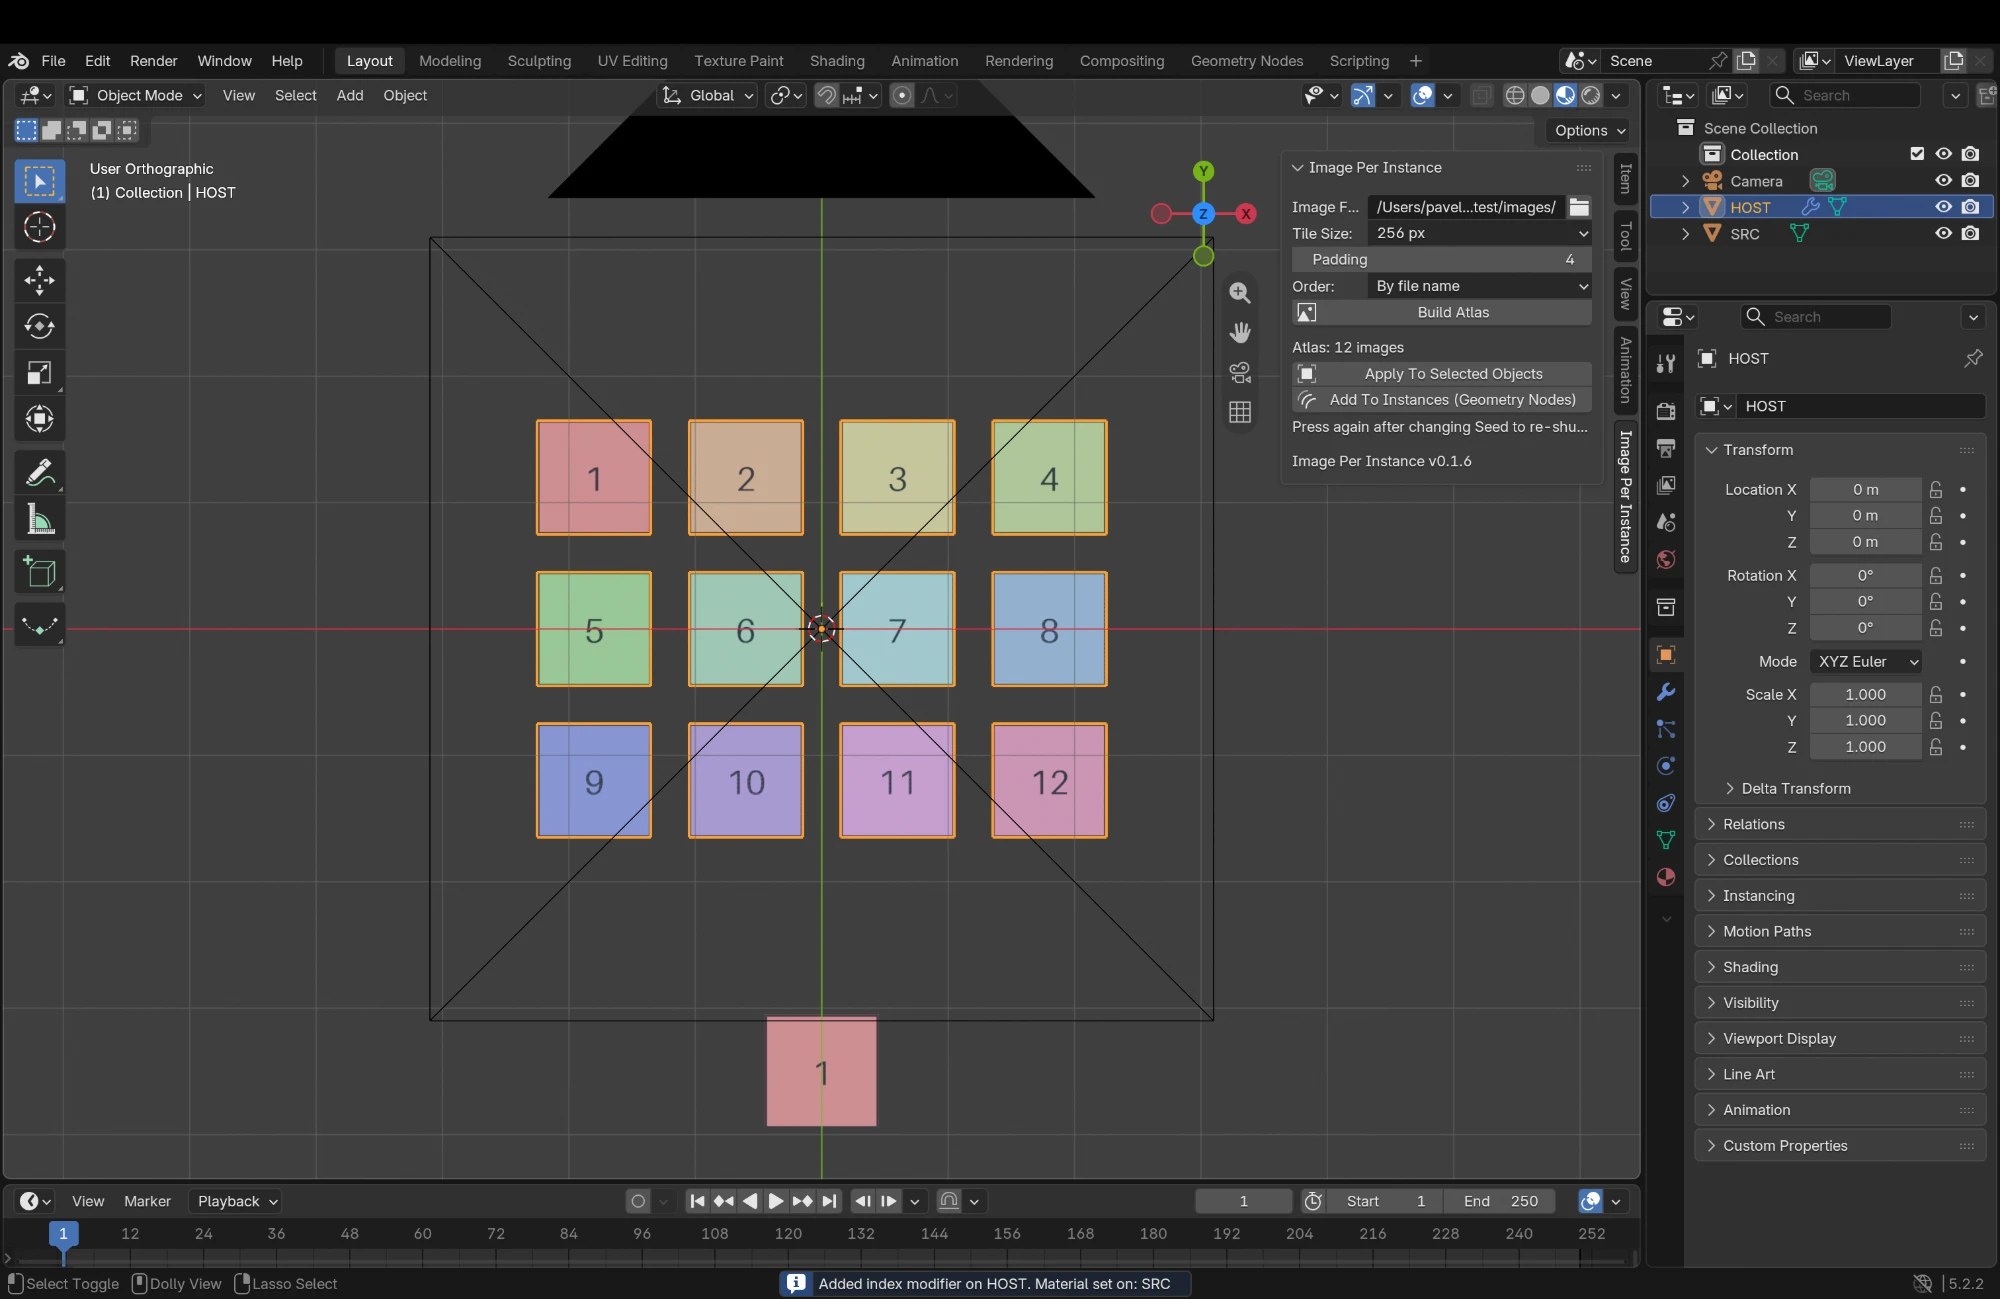 File Edit Render Window Help Layout Modeling Sculpting UV Editing Texture Paint Shading Animation Rendering Compositing Geometry Nodes Scripting + Scene ViewLayer
Object Mode View Select Add Object Global Search
Options
User Orthographic
(1) Collection | HOST
Y
Z
X
Image Per Instance
Image F... /Users/pavel...test/images/
Tile Size: 256 px
Padding 4
Order: By file name
Build Atlas
Atlas: 12 images
Apply To Selected Objects
Add To Instances (Geometry Nodes)
Press again after changing Seed to re-shu...
Image Per Instance v0.1.6
Item
Tool
View
Animation
Image Per Instance
1 2 3 4
5 6 7 8
9 10 11 12
1
Scene Collection
Collection
Camera
HOST
SRC
Search
HOST
HOST
Transform
Location X 0 m
Y 0 m
Z 0 m
Rotation X 0°
Y 0°
Z 0°
Mode XYZ Euler
Scale X 1.000
Y 1.000
Z 1.000
Delta Transform
Relations
Collections
Instancing
Motion Paths
Shading
Visibility
Viewport Display
Line Art
Animation
Custom Properties
View Marker Playback 1 Start 1 End 250
1 12 24 36 48 60 72 84 96 108 120 132 144 156 168 180 192 204 216 228 240 252
Select Toggle Dolly View Lasso Select Added index modifier on HOST. Material set on: SRC 5.2.2